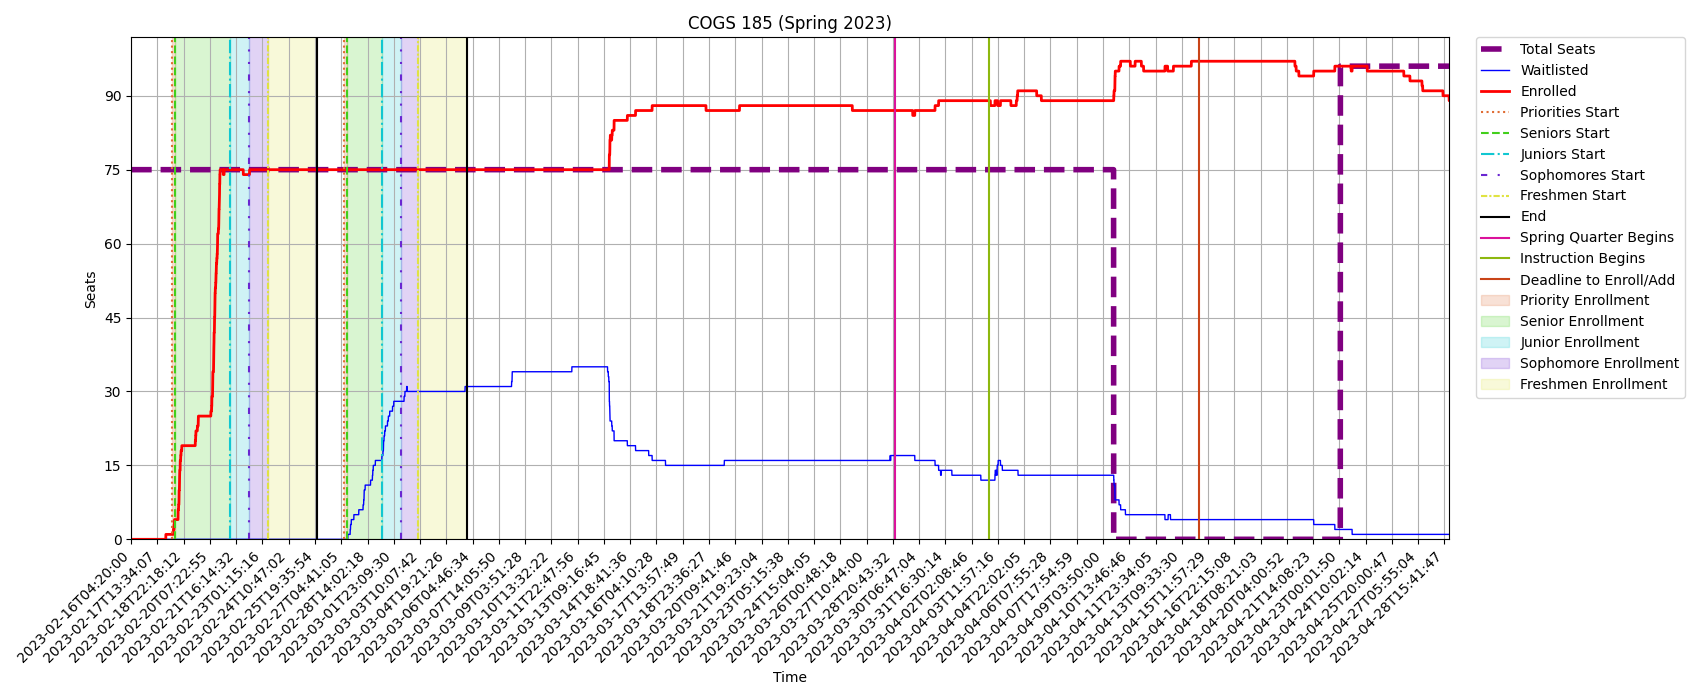 COGS 185 (Spring 2023)
Seats
90
75
60
45
30
15
0
2023-02-16T04:20:00
2023-02-17T13:34:07
2023-02-18T22:18:12
2023-02-20T07:22:55
2023-02-21T16:14:32
2023-02-23T01:15:16
2023-02-24T10:47:02
2023-02-25T19:35:54
2023-02-27T04:41:05
2023-02-28T14:02:18
2023-03-01T23:09:30
2023-03-03T10:07:42
2023-03-04T19:21:26
2023-03-06T04:46:34
2023-03-07T14:05:50
2023-03-09T03:51:28
2023-03-10T13:32:22
2023-03-11T22:47:56
2023-03-13T09:16:45
2023-03-14T18:41:36
2023-03-16T04:10:28
2023-03-17T13:57:49
2023-03-18T23:36:27
2023-03-20T09:41:46
2023-03-21T19:23:04
2023-03-23T05:15:38
2023-03-24T15:04:05
2023-03-26T00:48:18
2023-03-27T10:44:00
2023-03-28T20:43:32
2023-03-30T06:47:04
2023-03-31T16:30:14
2023-04-02T02:08:46
2023-04-03T11:57:16
2023-04-04T22:02:05
2023-04-06T07:55:28
2023-04-07T17:54:59
2023-04-09T03:50:00
2023-04-10T13:46:46
2023-04-11T23:34:05
2023-04-13T09:33:30
2023-04-15T11:57:29
2023-04-16T22:15:08
2023-04-18T08:21:03
2023-04-20T04:00:52
2023-04-21T14:08:23
2023-04-23T00:01:50
2023-04-24T10:02:14
2023-04-25T20:00:47
2023-04-27T05:55:04
2023-04-28T15:41:47
Time
Total Seats
Waitlisted
Enrolled
Priorities Start
Seniors Start
Juniors Start
Sophomores Start
Freshmen Start
End
Spring Quarter Begins
Instruction Begins
Deadline to Enroll/Add
Priority Enrollment
Senior Enrollment
Junior Enrollment
Sophomore Enrollment
Freshmen Enrollment